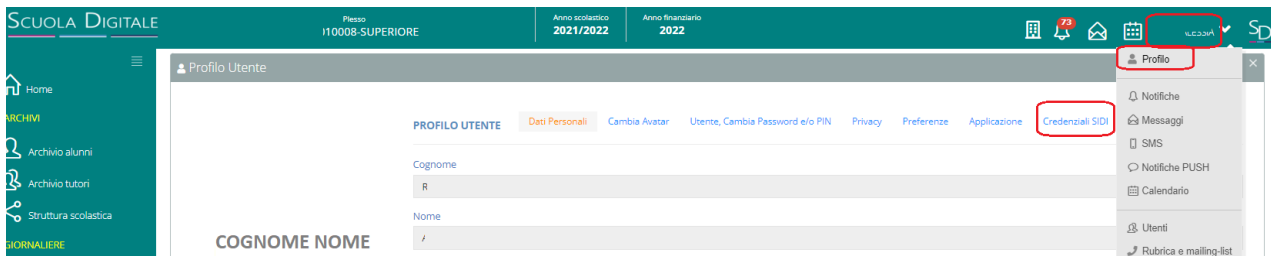 SCUOLA DIGITALE
Plesso
10008-SUPERIORE
Anno scolastico
2021/2022
Anno finanziario
2022
73
SD
Profilo Utente
Profilo
Home
ARCHIVI
Archivio alunni
Archivio tutori
Struttura scolastica
GIORNALIERE
PROFILO UTENTE
Dati Personali
Cambia Avatar
Utente, Cambia Password e/o PIN
Privacy
Preferenze
Applicazione
Credenziali SIDI
Cognome
R
Nome
COGNOME NOME
Notifiche
Messaggi
SMS
Notifiche PUSH
Calendario
Utenti
Rubrica e mailing-list